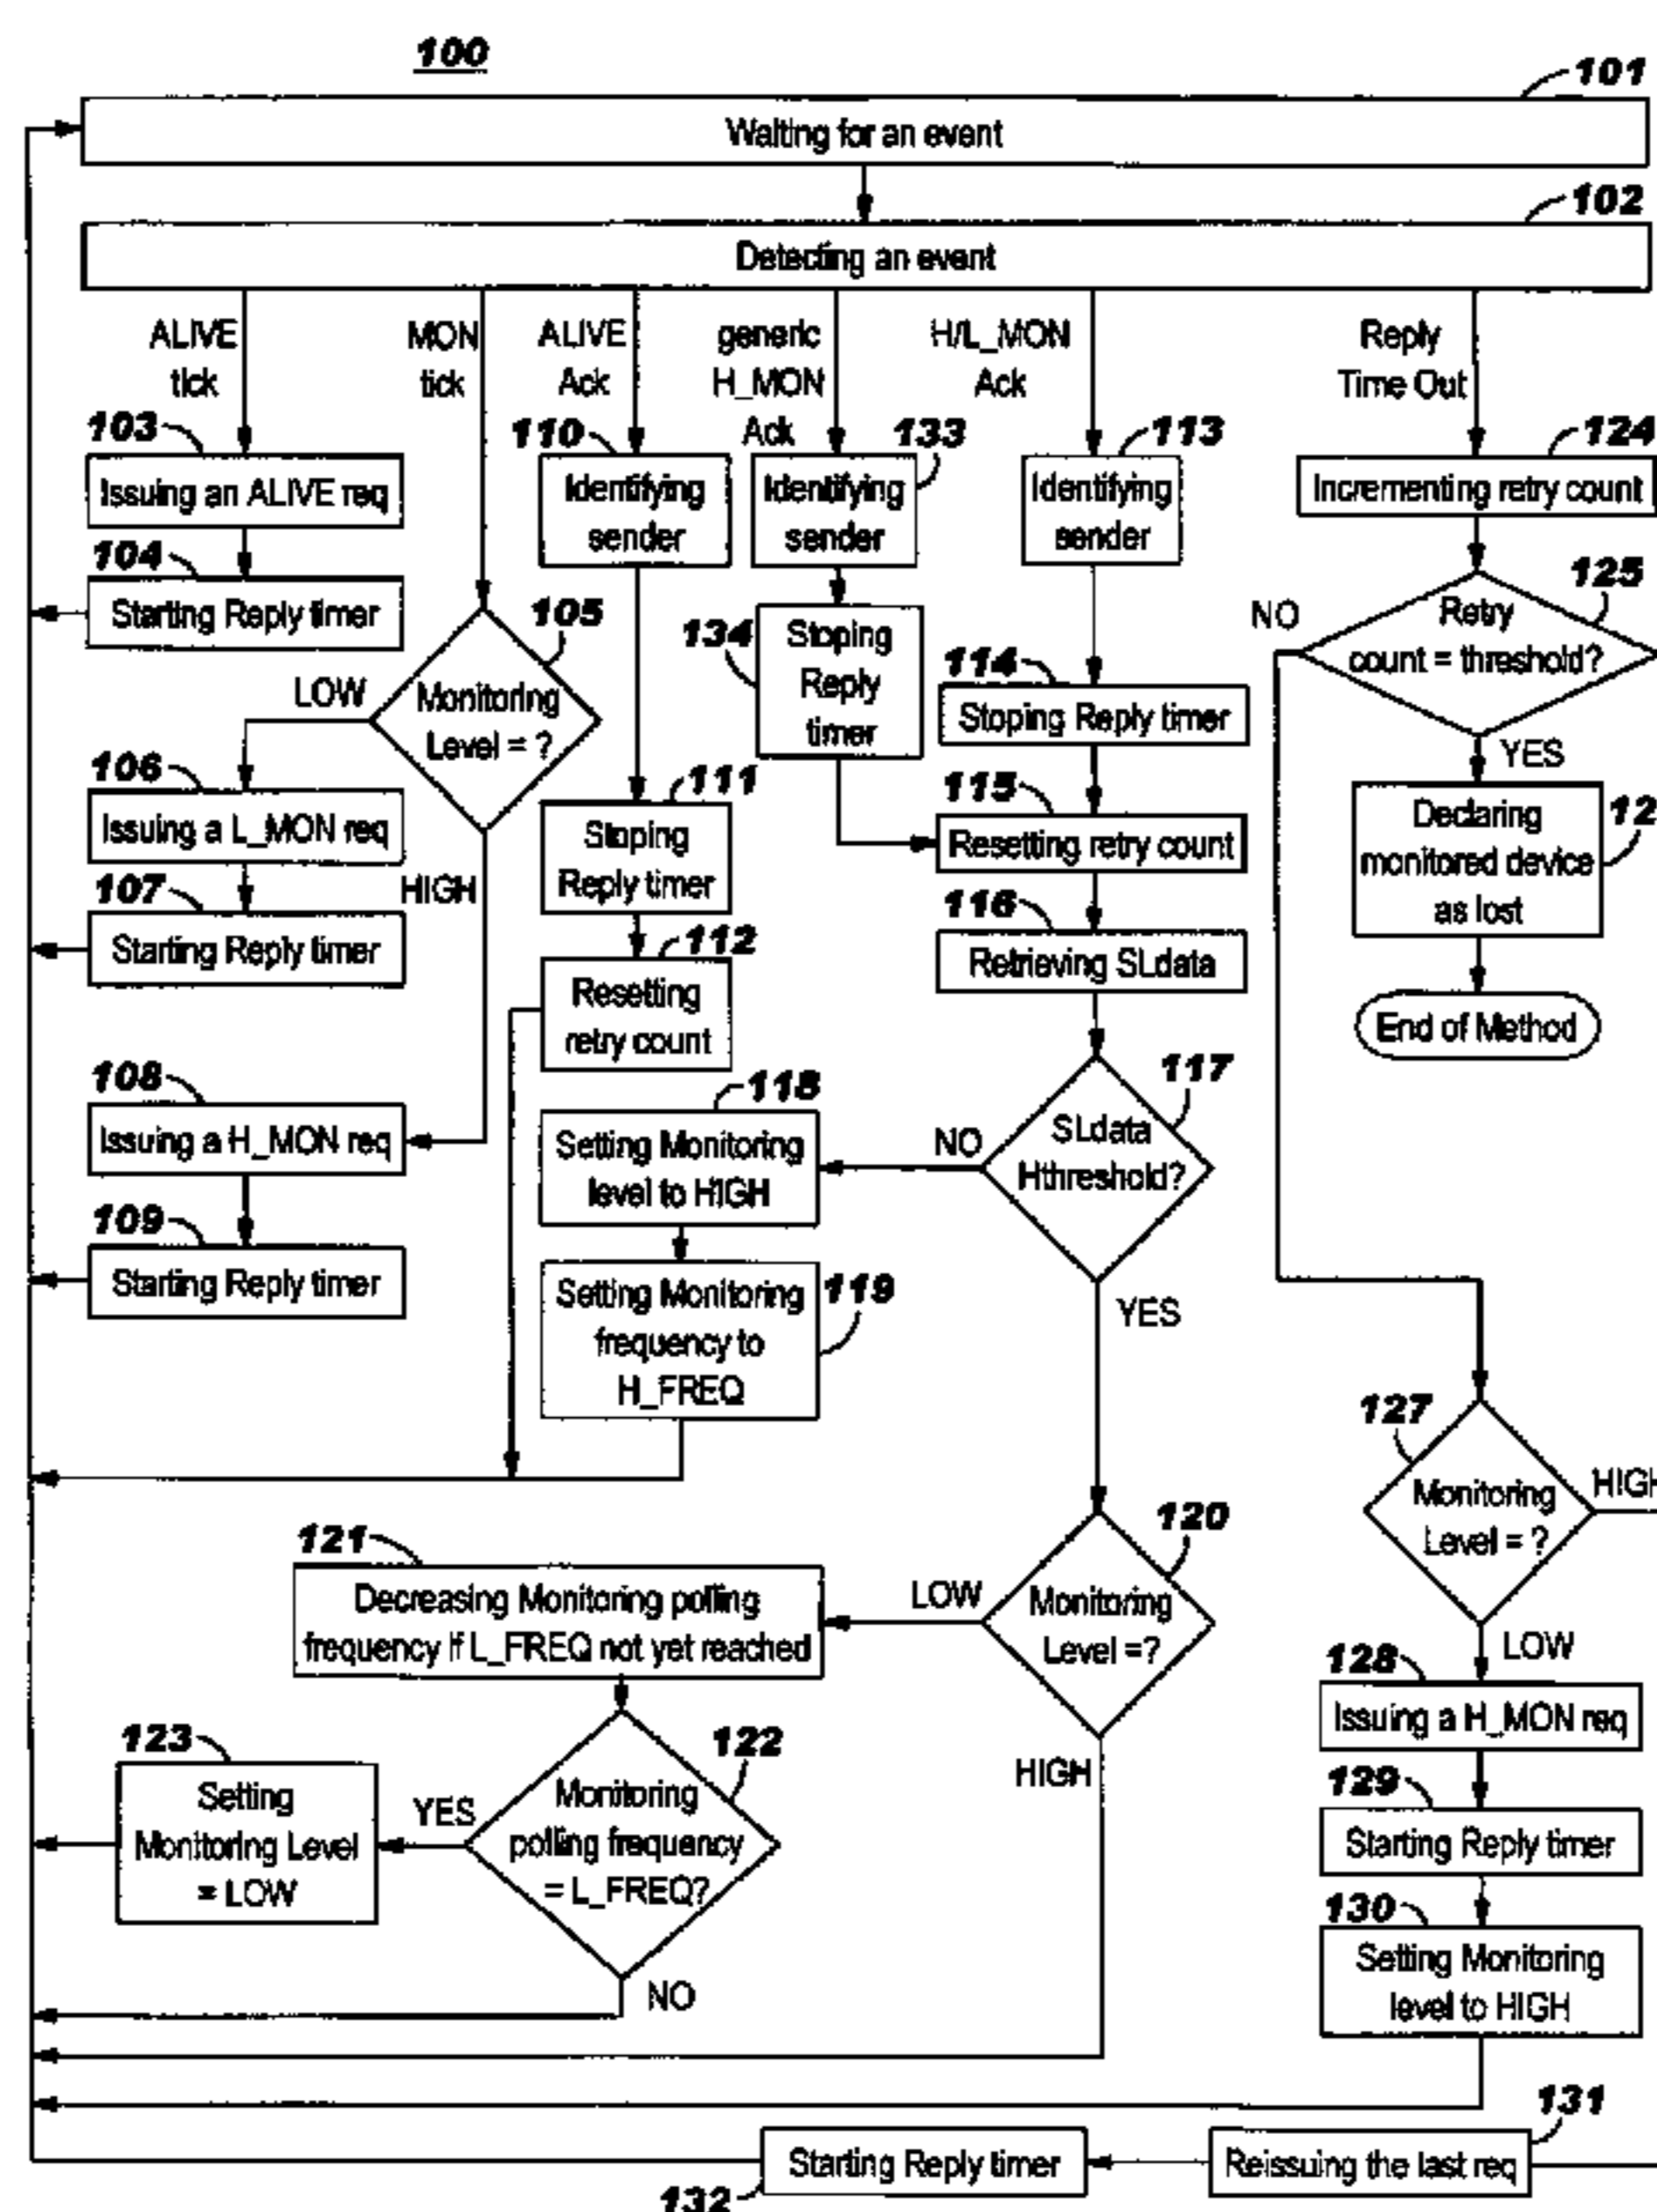 100
101
Waiting for an event
102
Detecting an event
ALIVE
tick
MON
tick
ALIVE
Ack
generic
H_MON
Ack
H/L_MON
Ack
Reply
Time Out
103
Issuing an ALIVE req
104
Starting Reply timer
105
Monitoring
Level = ?
LOW
HIGH
106
Issuing a L_MON req
107
Starting Reply timer
108
Issuing a H_MON req
109
Starting Reply timer
110
Identifying
sender
111
Stoping
Reply timer
112
Resetting
retry count
133
Identifying
sender
134
Stoping
Reply
timer
113
Identifying
sender
114
Stoping Reply timer
115
Resetting retry count
116
Retrieving SLdata
117
SLdata
Hthreshold?
NO
YES
118
Setting Monitoring
level to HIGH
119
Setting Monitoring
frequency to
H_FREQ
120
Monitoring
Level =?
LOW
HIGH
121
Decreasing Monitoring polling
frequency if L_FREQ not yet reached
122
Monitoring
polling frequency
= L_FREQ?
YES
NO
123
Setting
Monitoring Level
= LOW
124
Incrementing retry count
125
Retry
count = threshold?
NO
YES
12
Declaring
monitored device
as lost
End of Method
127
Monitoring
Level = ?
HIGH
LOW
128
Issuing a H_MON req
129
Starting Reply timer
130
Setting Monitoring
level to HIGH
131
Reissuing the last req
Starting Reply timer
132